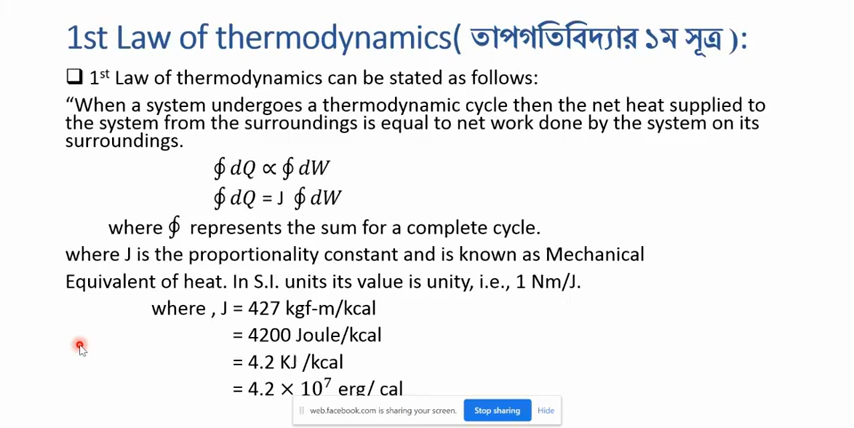 1st Law of thermodynamics( তাপগতিবিদ্যার ১ম সূত্র ):
1st Law of thermodynamics can be stated as follows:
“When a system undergoes a thermodynamic cycle then the net heat supplied to
the system from the surroundings is equal to net work done by the system on its
surroundings.
∮ dQ ∝ ∮ dW
∮ dQ = J ∮ dW
where ∮ represents the sum for a complete cycle.
where J is the proportionality constant and is known as Mechanical
Equivalent of heat. In S.I. units its value is unity, i.e., 1 Nm/J.
where , J = 427 kgf-m/kcal
= 4200 Joule/kcal
= 4.2 KJ /kcal
= 4.2 × 10⁷ erg/ cal
web.facebook.com is sharing your screen. Stop sharing Hide